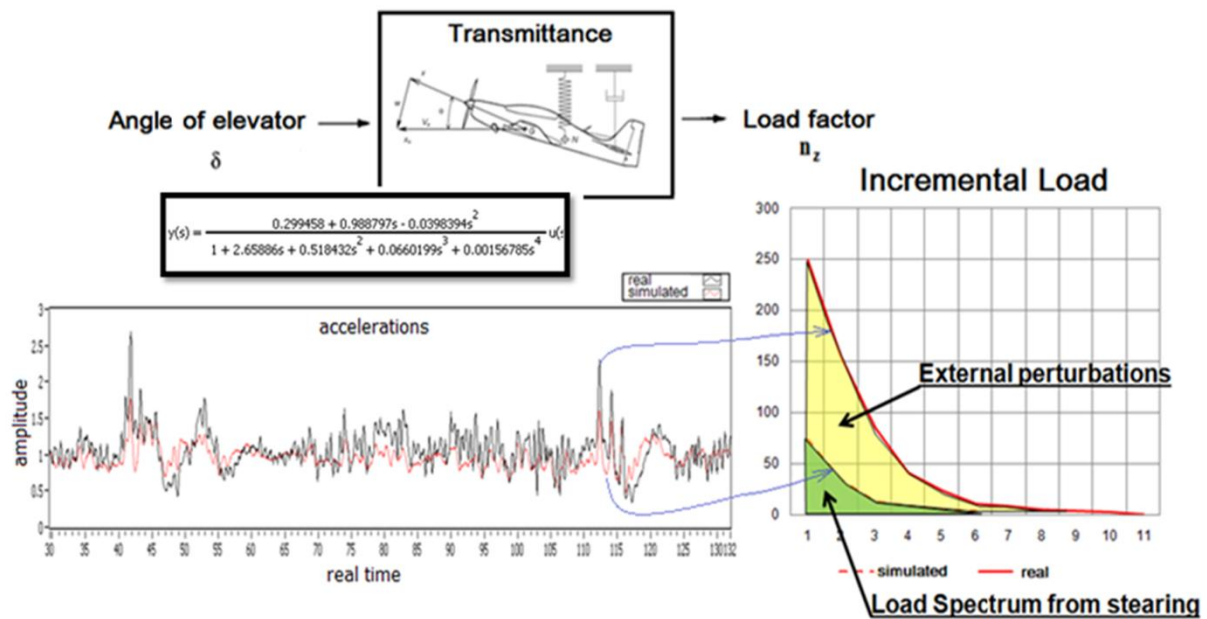 Transmittance
Angle of elevator
δ
Load factor
n_z
y(s) = (0.299458 + 0.988797s - 0.0398394s^2) / (1 + 2.65886s + 0.518432s^2 + 0.0660199s^3 + 0.00156785s^4) u(s
Incremental Load
300
250
200
150
100
50
0
1 2 3 4 5 6 7 8 9 10 11
External perturbations
simulated real
Load Spectrum from stearing
real
simulated
accelerations
amplitude
3
2.5
2
1.5
1
0.5
0
30 35 40 45 50 55 60 65 70 75 80 85 90 95 100 105 110 115 120 125 130 132
real time